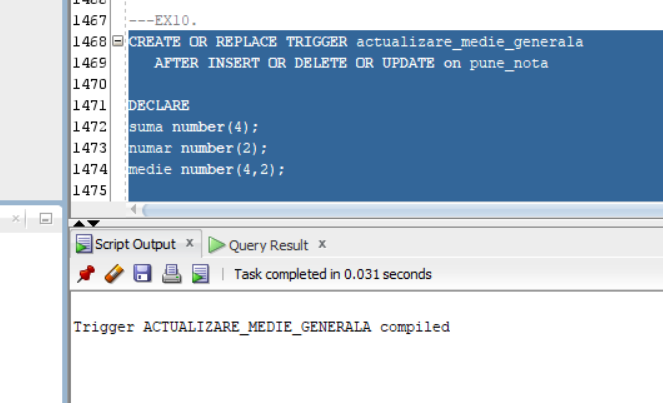 1466
1467 ---EX10.
1468 CREATE OR REPLACE TRIGGER actualizare_medie_generala
1469 AFTER INSERT OR DELETE OR UPDATE on pune_nota
1470
1471 DECLARE
1472 suma number(4);
1473 numar number(2);
1474 medie number(4,2);
1475
Script Output x Query Result x
Task completed in 0.031 seconds
Trigger ACTUALIZARE_MEDIE_GENERALA compiled